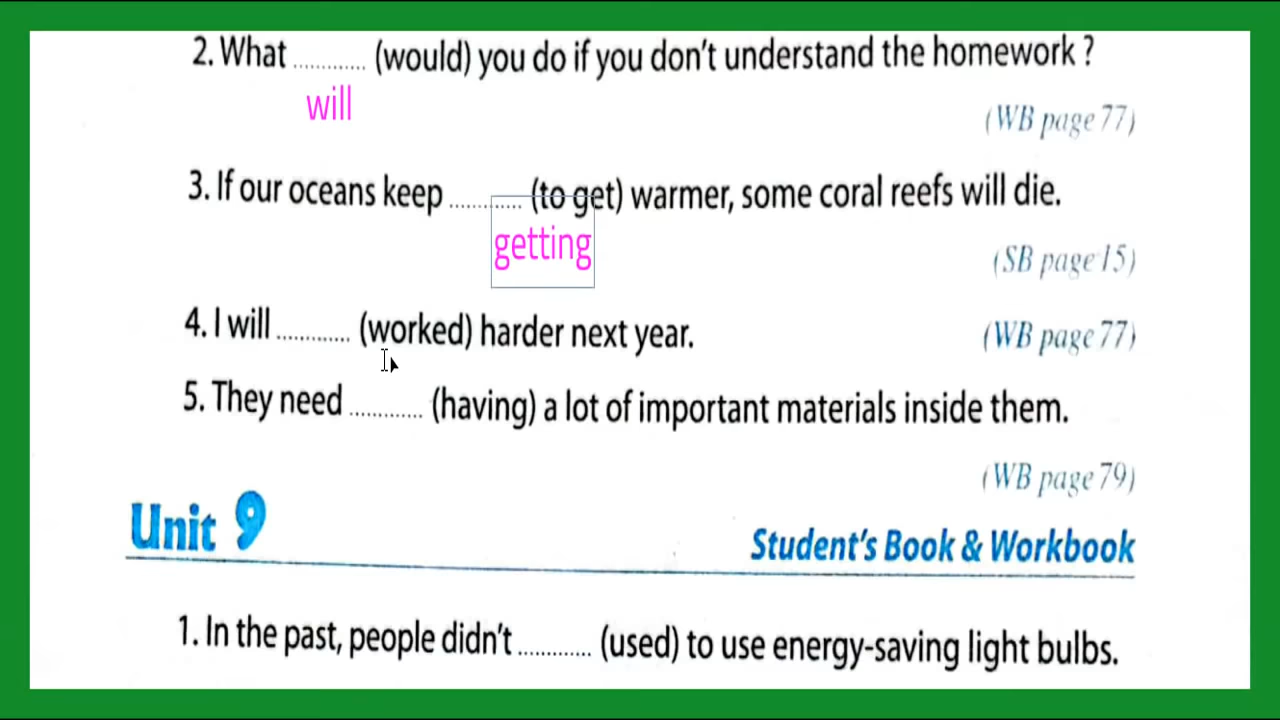 2. What ............. (would) you do if you don't understand the homework ?
will
(WB page 77)
3. If our oceans keep ............. (to get) warmer, some coral reefs will die.
getting
(SB page 15)
4. I will ............. (worked) harder next year.
(WB page 77)
5. They need ............. (having) a lot of important materials inside them.
(WB page 79)
Unit 9
Student's Book & Workbook
1. In the past, people didn't ............. (used) to use energy-saving light bulbs.